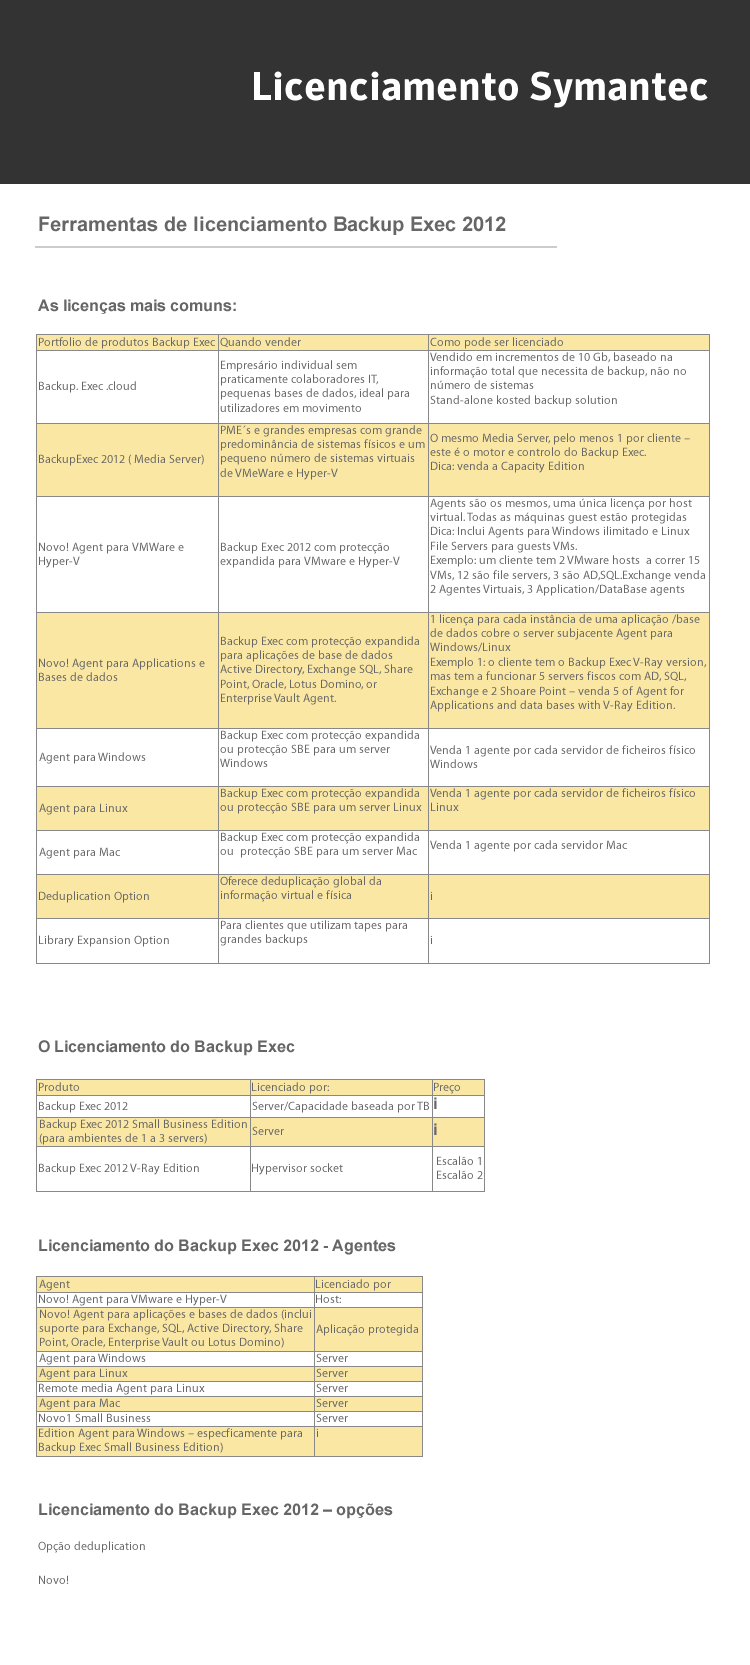 Licenciamento Symantec
Ferramentas de licenciamento Backup Exec 2012
As licenças mais comuns:
Portfolio de produtos Backup Exec
Quando vender
Como pode ser licenciado
Backup. Exec .cloud
Empresário individual sem
praticamente colaboradores IT,
pequenas bases de dados, ideal para
utilizadores em movimento
Vendido em incrementos de 10 Gb, baseado na
informação total que necessita de backup, não no
número de sistemas
Stand-alone kosted backup solution
BackupExec 2012 ( Media Server)
PME´s e grandes empresas com grande
predominância de sistemas físicos e um
pequeno número de sistemas virtuais
de VMeWare e Hyper-V
O mesmo Media Server, pelo menos 1 por cliente –
este é o motor e controlo do Backup Exec.
Dica: venda a Capacity Edition
Novo! Agent para VMWare e
Hyper-V
Backup Exec 2012 com protecção
expandida para VMware e Hyper-V
Agents são os mesmos, uma única licença por host
virtual. Todas as máquinas guest estão protegidas
Dica: Inclui Agents para Windows ilimitado e Linux
File Servers para guests VMs.
Exemplo: um cliente tem 2 VMware hosts  a correr 15
VMs, 12 são file servers, 3 são AD,SQL.Exchange venda
2 Agentes Virtuais, 3 Application/DataBase agents
Novo! Agent para Applications e
Bases de dados
Backup Exec com protecção expandida
para aplicações de base de dados
Active Directory, Exchange SQL, Share
Point, Oracle, Lotus Domino, or
Enterprise Vault Agent.
1 licença para cada instância de uma aplicação /base
de dados cobre o server subjacente Agent para
Windows/Linux
Exemplo 1: o cliente tem o Backup Exec V-Ray version,
mas tem a funcionar 5 servers fiscos com AD, SQL,
Exchange e 2 Shoare Point – venda 5 of Agent for
Applications and data bases with V-Ray Edition.
Agent para Windows
Backup Exec com protecção expandida
ou protecção SBE para um server
Windows
Venda 1 agente por cada servidor de ficheiros físico
Windows
Agent para Linux
Backup Exec com protecção expandida
ou protecção SBE para um server Linux
Venda 1 agente por cada servidor de ficheiros físico
Linux
Agent para Mac
Backup Exec com protecção expandida
ou  protecção SBE para um server Mac
Venda 1 agente por cada servidor Mac
Deduplication Option
Oferece deduplicação global da
informação virtual e física
i
Library Expansion Option
Para clientes que utilizam tapes para
grandes backups
i
O Licenciamento do Backup Exec
Produto
Licenciado por:
Preço
Backup Exec 2012
Server/Capacidade baseada por TB
i
Backup Exec 2012 Small Business Edition
(para ambientes de 1 a 3 servers)
Server
i
Backup Exec 2012 V-Ray Edition
Hypervisor socket
Escalão 1
Escalão 2
Licenciamento do Backup Exec 2012 - Agentes
Agent
Licenciado por
Novo! Agent para VMware e Hyper-V
Host:
Novo! Agent para aplicações e bases de dados (inclui
suporte para Exchange, SQL, Active Directory, Share
Point, Oracle, Enterprise Vault ou Lotus Domino)
Aplicação protegida
Agent para Windows
Server
Agent para Linux
Server
Remote media Agent para Linux
Server
Agent para Mac
Server
Novo1 Small Business
Server
Edition Agent para Windows – especficamente para
Backup Exec Small Business Edition)
i
Licenciamento do Backup Exec 2012 – opções
Opção deduplication
Novo!